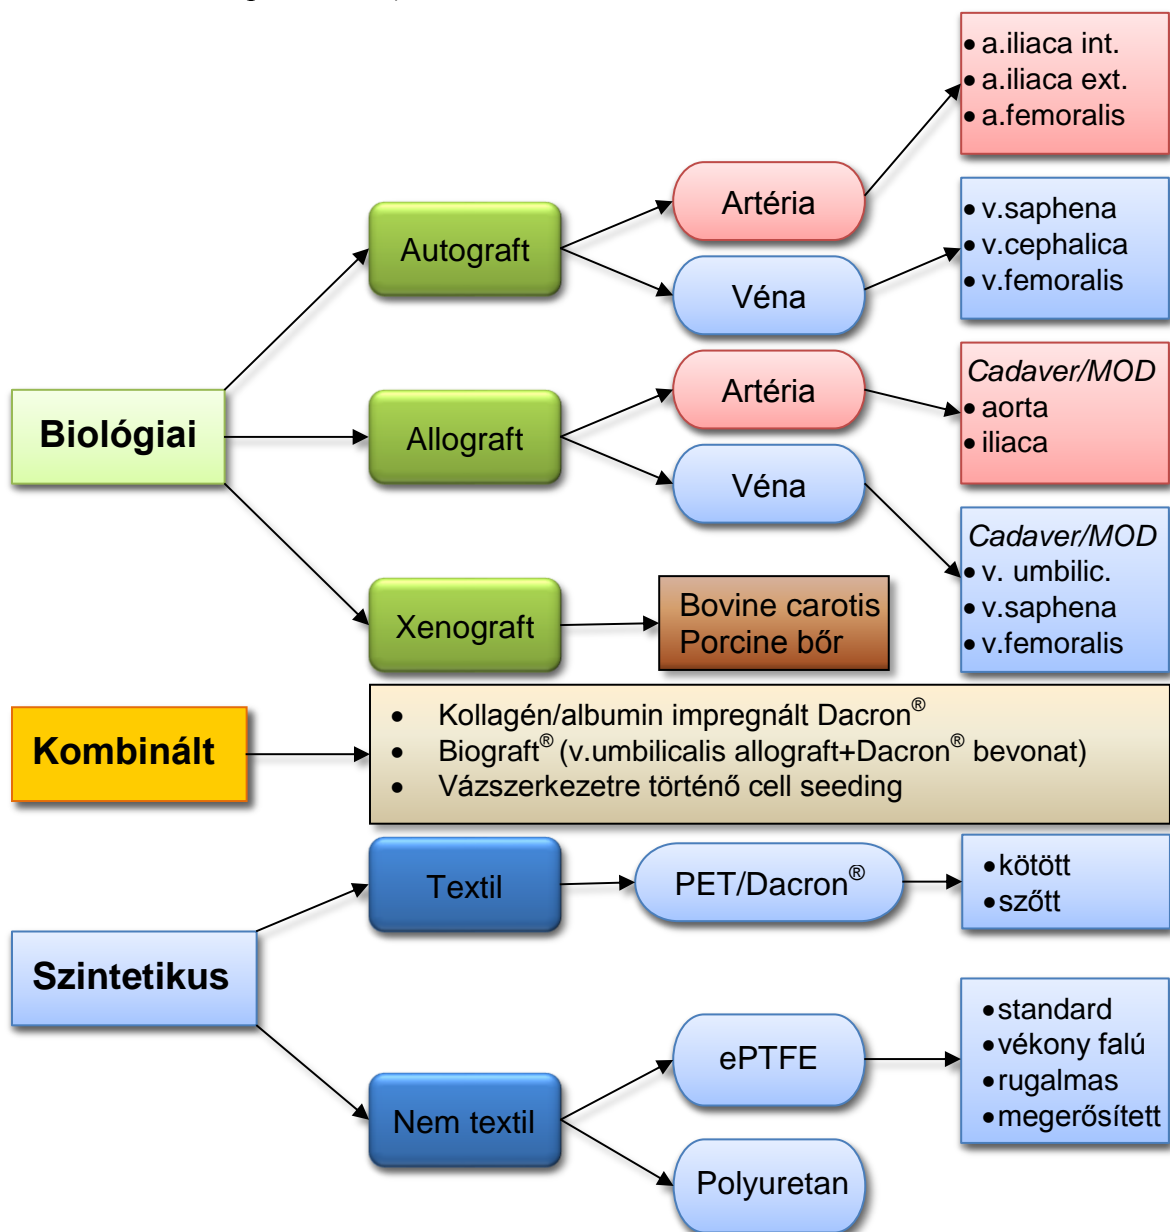 • a.iliaca int.
• a.iliaca ext.
• a.femoralis
Artéria
Autograft
Véna
• v.saphena
• v.cephalica
• v.femoralis
Biológiai
Allograft
Artéria
Véna
Cadaver/MOD
• aorta
• iliaca
Cadaver/MOD
• v. umbilic.
• v.saphena
• v.femoralis
Xenograft
Bovine carotis
Porcine bőr
Kombinált
• Kollagén/albumin impregnált Dacron®
• Biograft® (v.umbilicalis allograft+Dacron® bevonat)
• Vázszerkezetre történő cell seeding
Szintetikus
Textil
PET/Dacron®
• kötött
• szőtt
Nem textil
ePTFE
• standard
• vékony falú
• rugalmas
• megerősített
Polyuretan